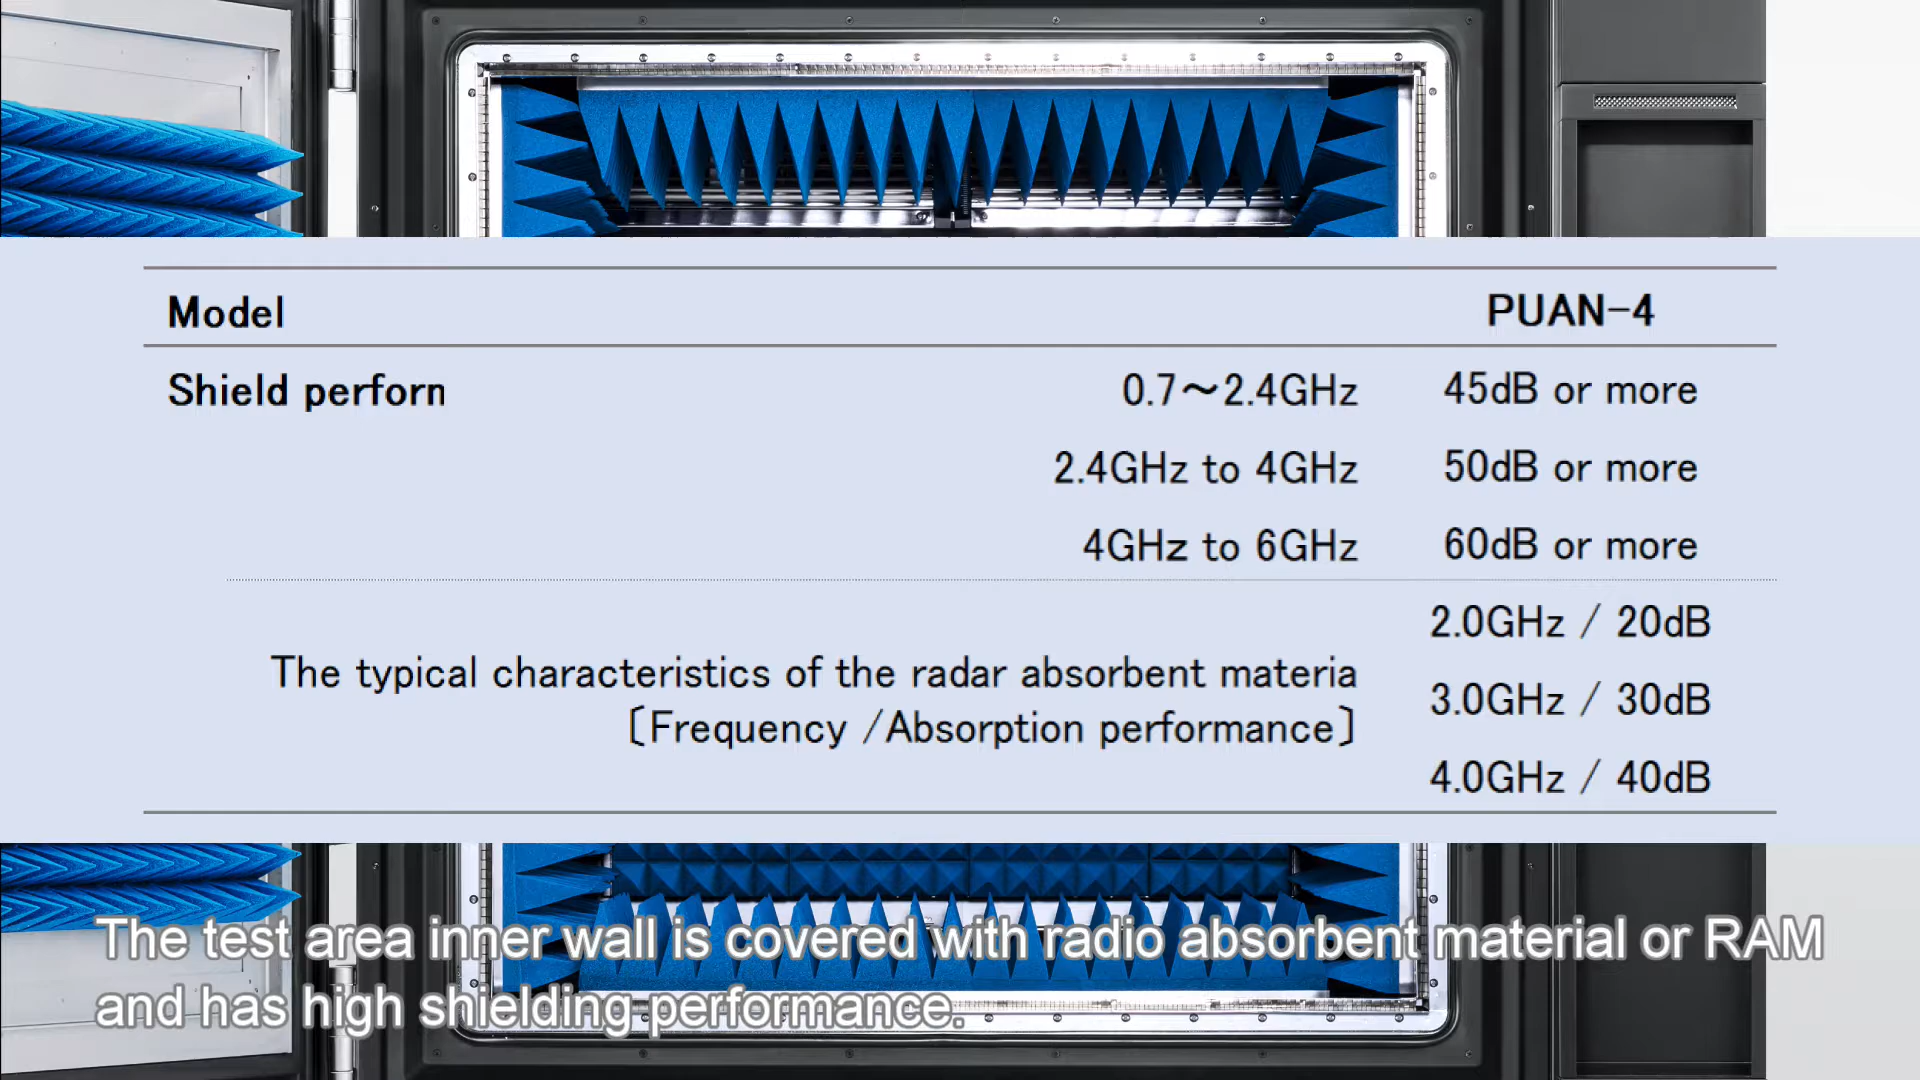 Model PUAN-4
Shield perforn 0.7～2.4GHz 45dB or more
2.4GHz to 4GHz 50dB or more
4GHz to 6GHz 60dB or more
The typical characteristics of the radar absorbent materia
〔Frequency /Absorption performance〕
2.0GHz / 20dB
3.0GHz / 30dB
4.0GHz / 40dB
The test area inner wall is covered with radio absorbent material or RAM
and has high shielding performance.